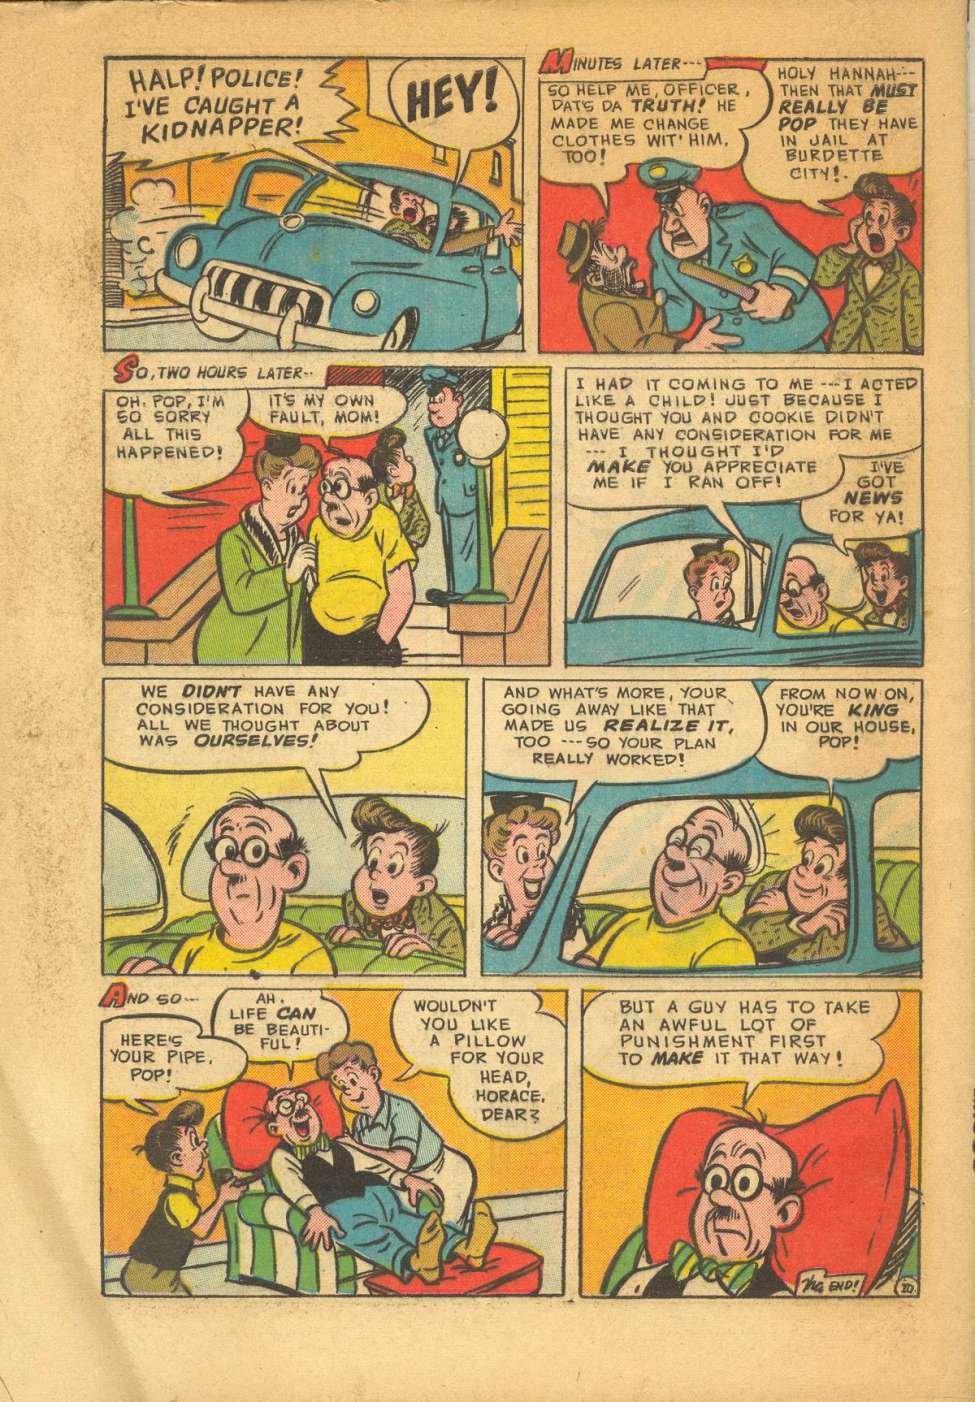 HALP! POLICE!
I'VE CAUGHT A
KIDNAPPER!
HEY!
MINUTES LATER---
SO HELP ME, OFFICER,
DAT'S DA TRUTH! HE
MADE ME CHANGE
CLOTHES WIT' HIM,
TOO!
HOLY HANNAH---
THEN THAT MUST
REALLY BE
POP THEY HAVE
IN JAIL AT
BURDETTE
CITY!
SO, TWO HOURS LATER--
OH, POP, I'M
SO SORRY
ALL THIS
HAPPENED!
IT'S MY OWN
FAULT, MOM!
I HAD IT COMING TO ME ---I ACTED
LIKE A CHILD! JUST BECAUSE I
THOUGHT YOU AND COOKIE DIDN'T
HAVE ANY CONSIDERATION FOR ME
--- I THOUGHT I'D
MAKE YOU APPRECIATE
ME IF I RAN OFF!
I'VE
GOT
NEWS
FOR YA!
WE DIDN'T HAVE ANY
CONSIDERATION FOR YOU!
ALL WE THOUGHT ABOUT
WAS OURSELVES!
AND WHAT'S MORE, YOUR
GOING AWAY LIKE THAT
MADE US REALIZE IT,
TOO ---SO YOUR PLAN
REALLY WORKED!
FROM NOW ON,
YOU'RE KING
IN OUR HOUSE,
POP!
AND SO---
HERE'S
YOUR PIPE,
POP!
AH,
LIFE CAN
BE BEAUTI-
FUL!
WOULDN'T
YOU LIKE
A PILLOW
FOR YOUR
HEAD,
HORACE,
DEAR?
BUT A GUY HAS TO TAKE
AN AWFUL LOT OF
PUNISHMENT FIRST
TO MAKE IT THAT WAY!
THE END!
10.